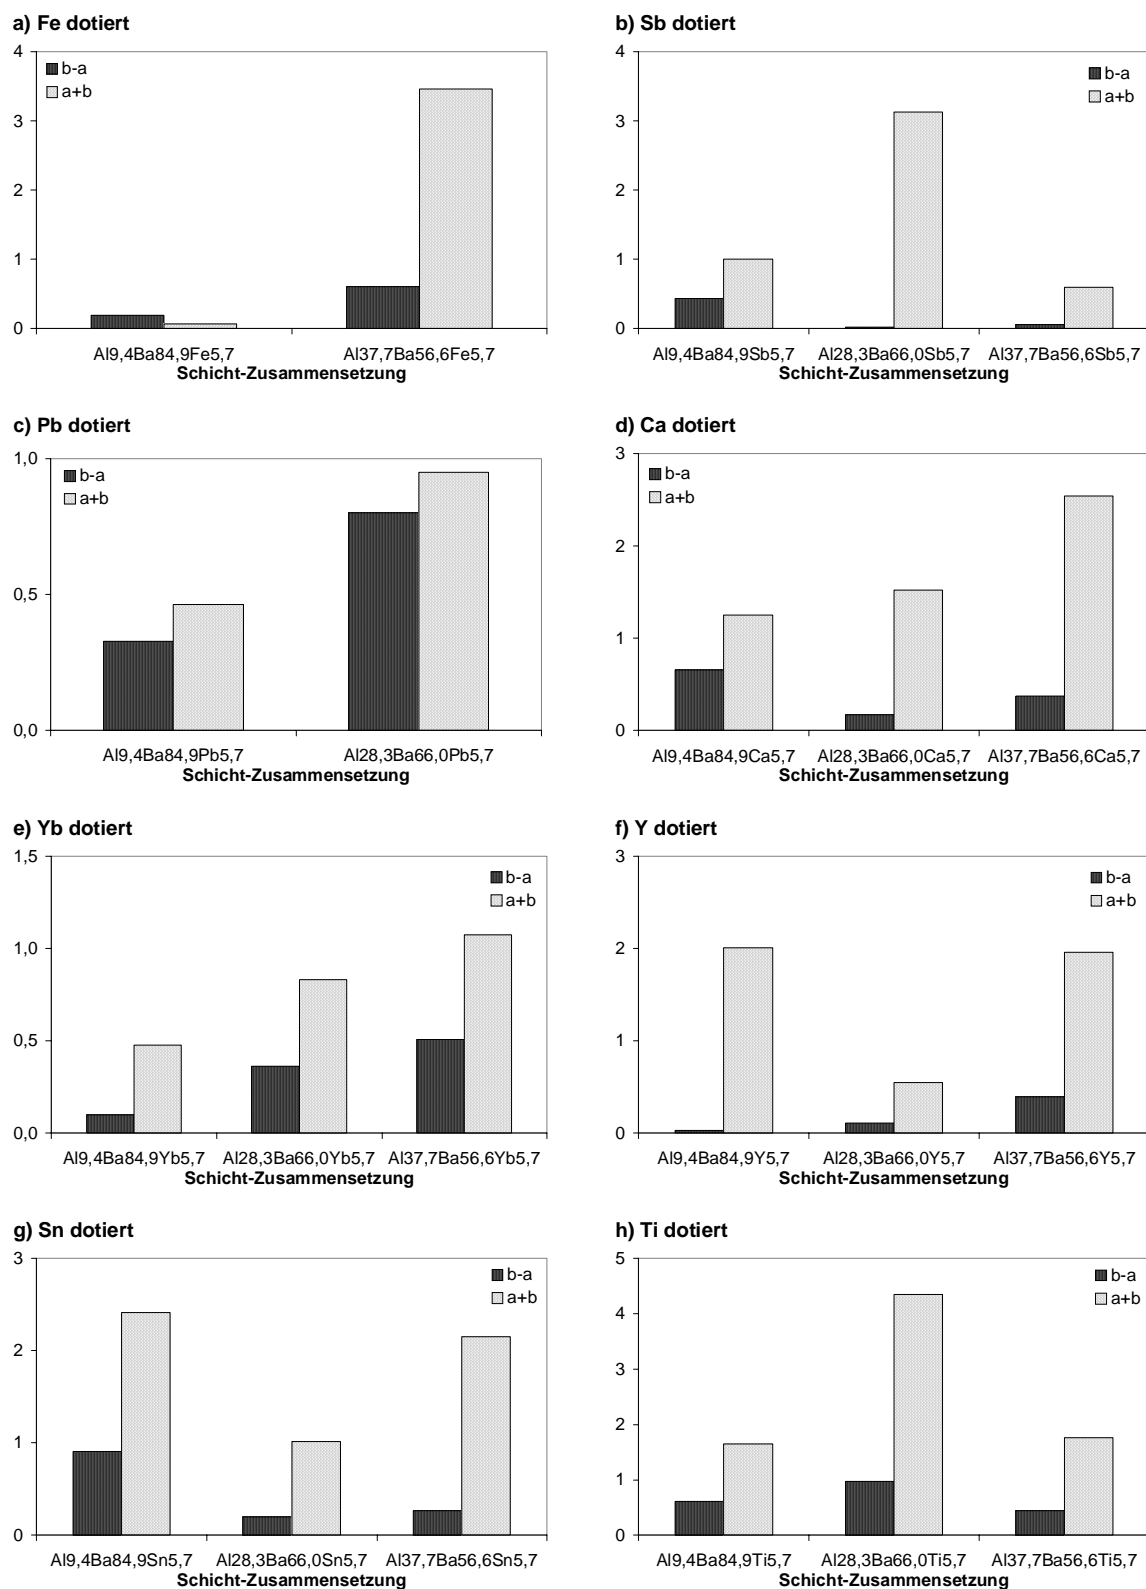 a) Fe dotiert
4
3
2
1
0
b-a
a+b
Al9,4Ba84,9Fe5,7 Al37,7Ba56,6Fe5,7
Schicht-Zusammensetzung
b) Sb dotiert
4
3
2
1
0
b-a
a+b
Al9,4Ba84,9Sb5,7 Al28,3Ba66,0Sb5,7 Al37,7Ba56,6Sb5,7
Schicht-Zusammensetzung
c) Pb dotiert
1,0
0,5
0,0
b-a
a+b
Al9,4Ba84,9Pb5,7 Al28,3Ba66,0Pb5,7
Schicht-Zusammensetzung
d) Ca dotiert
3
2
1
0
b-a
a+b
Al9,4Ba84,9Ca5,7 Al28,3Ba66,0Ca5,7 Al37,7Ba56,6Ca5,7
Schicht-Zusammensetzung
e) Yb dotiert
1,5
1,0
0,5
0,0
b-a
a+b
Al9,4Ba84,9Yb5,7 Al28,3Ba66,0Yb5,7 Al37,7Ba56,6Yb5,7
Schicht-Zusammensetzung
f) Y dotiert
3
2
1
0
b-a
a+b
Al9,4Ba84,9Y5,7 Al28,3Ba66,0Y5,7 Al37,7Ba56,6Y5,7
Schicht-Zusammensetzung
g) Sn dotiert
3
2
1
0
b-a
a+b
Al9,4Ba84,9Sn5,7 Al28,3Ba66,0Sn5,7 Al37,7Ba56,6Sn5,7
Schicht-Zusammensetzung
h) Ti dotiert
5
4
3
2
1
0
b-a
a+b
Al9,4Ba84,9Ti5,7 Al28,3Ba66,0Ti5,7 Al37,7Ba56,6Ti5,7
Schicht-Zusammensetzung